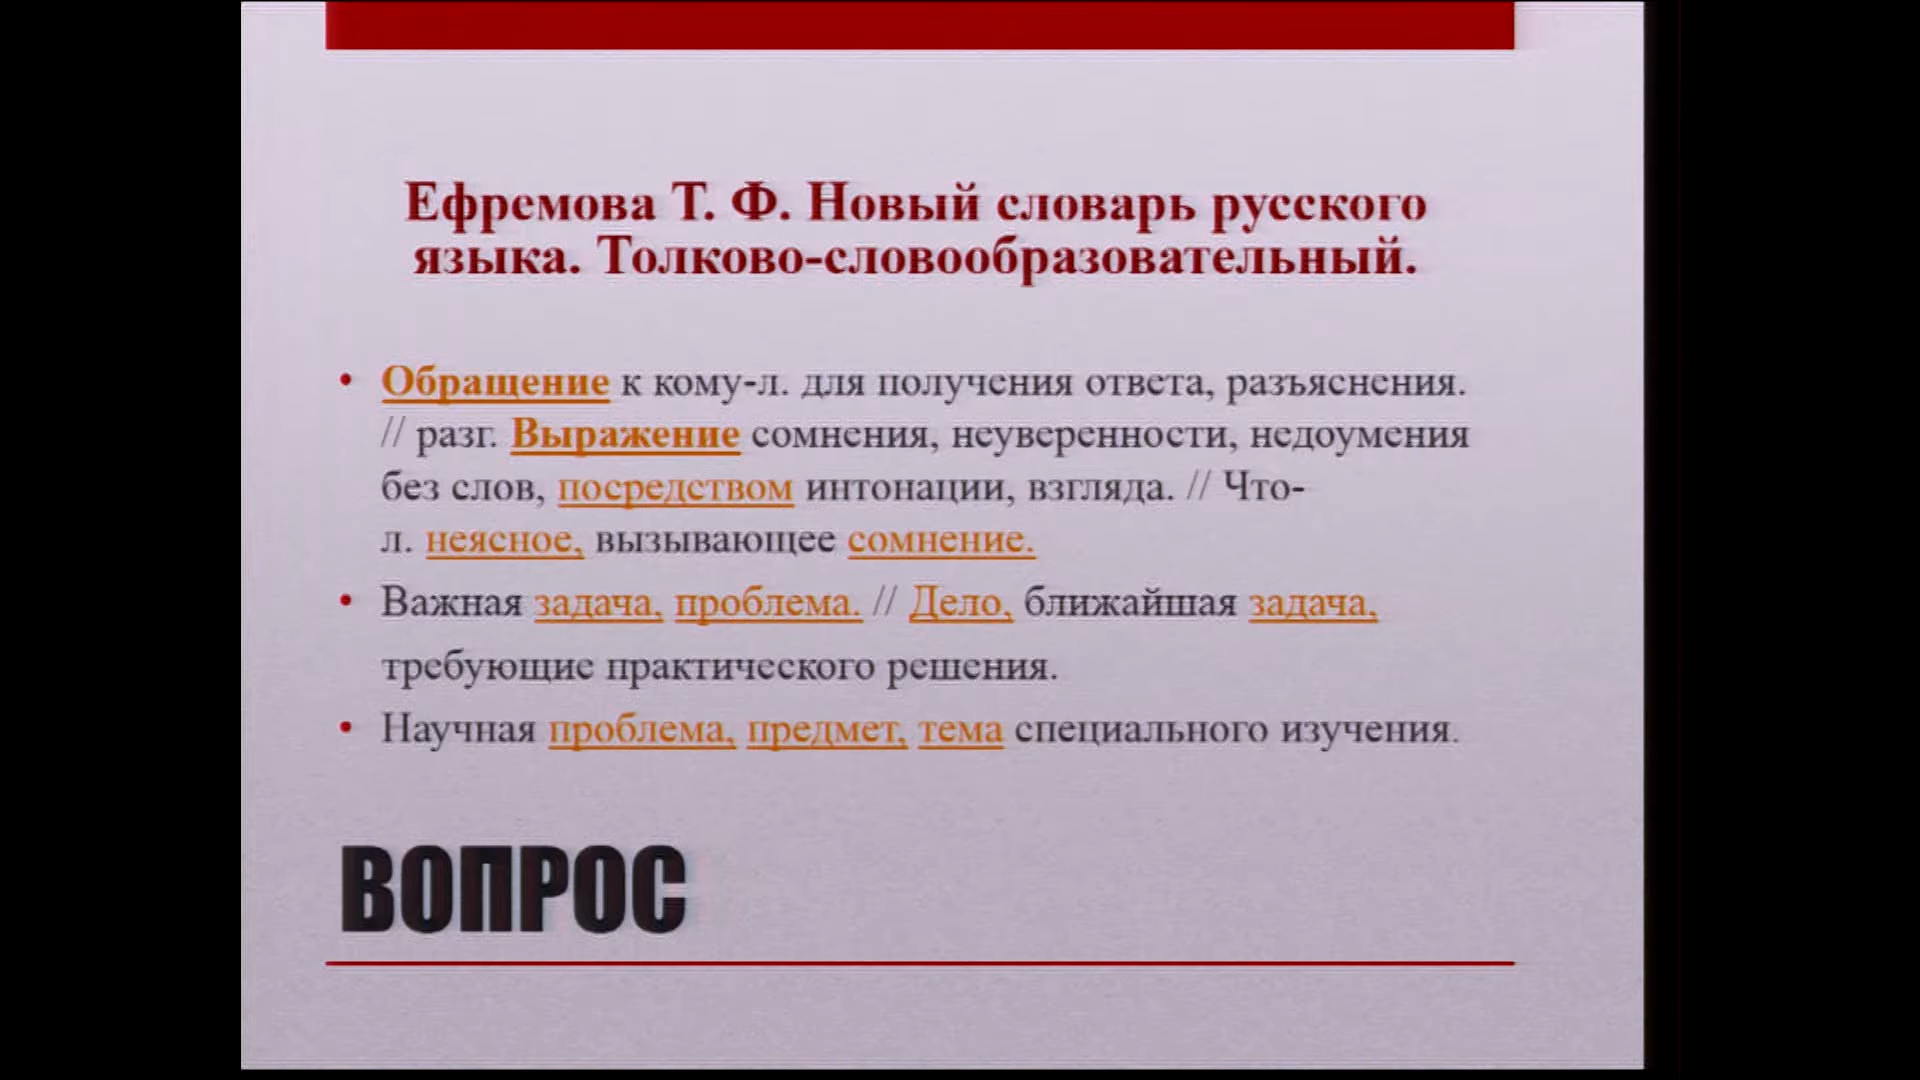 Ефремова Т. Ф. Новый словарь русского
языка. Толково-словообразовательный.
• Обращение к кому-л. для получения ответа, разъяснения.
// разг. Выражение сомнения, неуверенности, недоумения
без слов, посредством интонации, взгляда. // Что-
л. неясное, вызывающее сомнение.
• Важная задача, проблема. // Дело, ближайшая задача,
требующие практического решения.
• Научная проблема, предмет, тема специального изучения.
ВОПРОС